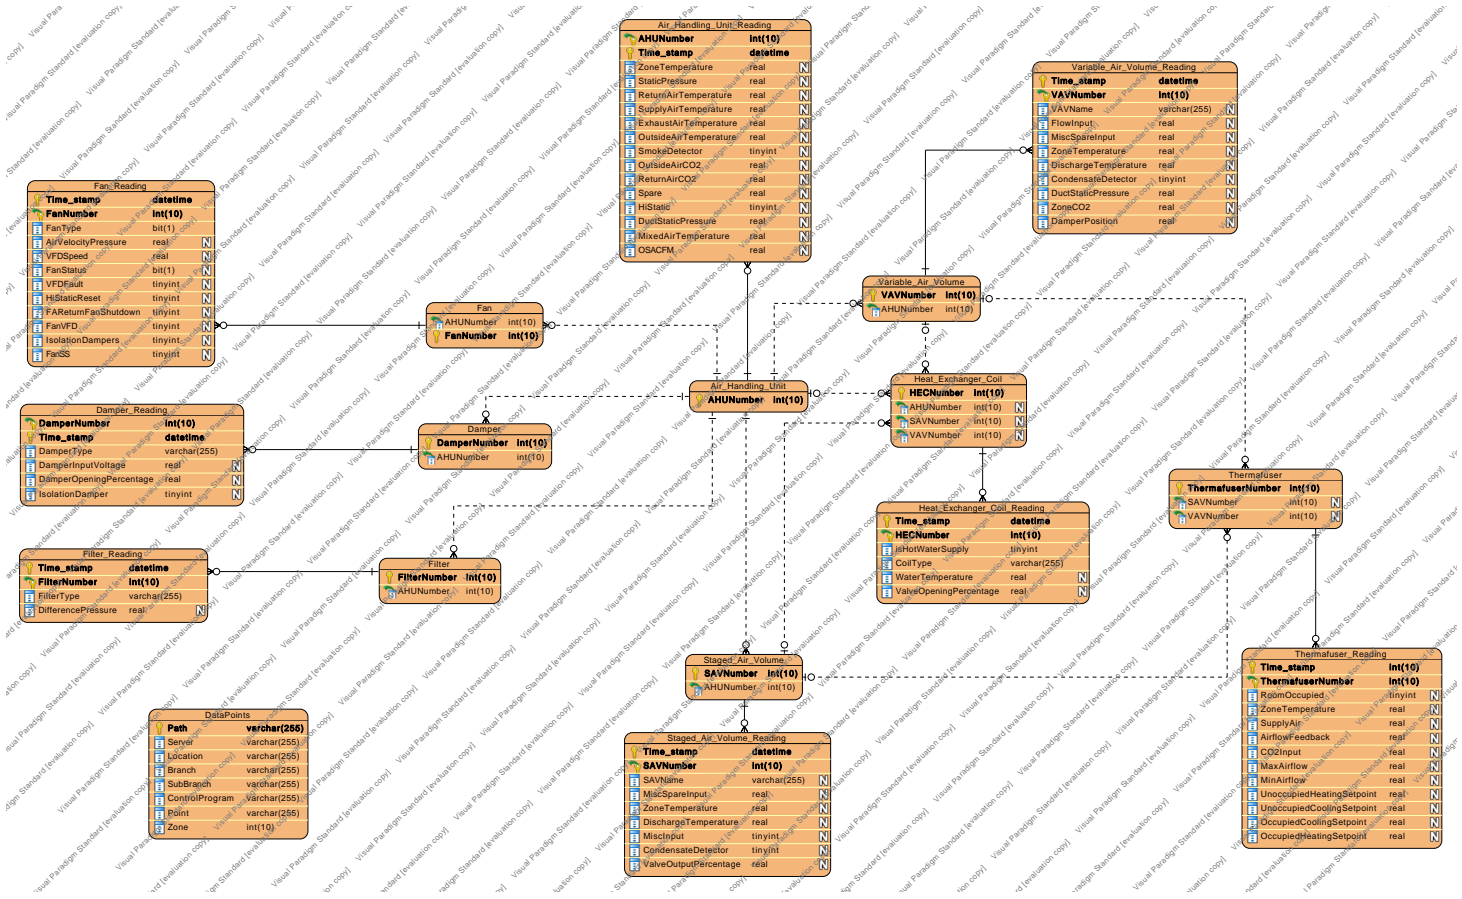 Air_Handling_Unit_Reading
AHUNumber int(10)
Time_stamp datetime
ZoneTemperature real N
StaticPressure real N
ReturnAirTemperature real N
SupplyAirTemperature real N
ExhaustAirTemperature real N
OutsideAirTemperature real N
SmokeDetector tinyint N
OutsideAirCO2 real N
ReturnAirCO2 real N
Spare real N
HiStatic tinyint N
DuctStaticPressure real N
MixedAirTemperature real N
OSACFM real N
Variable_Air_Volume_Reading
Time_stamp datetime
VAVNumber int(10)
VAVName varchar(255) N
FlowInput real N
MiscSpareInput real N
ZoneTemperature real N
DischargeTemperature real N
CondensateDetector tinyint N
DuctStaticPressure real N
ZoneCO2 real N
DamperPosition real N
Fan_Reading
Time_stamp datetime
FanNumber int(10)
FanType bit(1)
AirVelocityPressure real N
VFDSpeed real N
FanStatus bit(1) N
VFDFault tinyint N
HiStaticReset tinyint N
FAReturnFanShutdown tinyint N
FanVFD tinyint N
IsolationDampers tinyint N
FanSS tinyint N
Variable_Air_Volume
VAVNumber int(10)
AHUNumber int(10)
Fan
AHUNumber int(10)
FanNumber int(10)
Air_Handling_Unit
AHUNumber int(10)
Heat_Exchanger_Coil
HECNumber int(10)
AHUNumber int(10) N
SAVNumber int(10) N
VAVNumber int(10) N
Damper_Reading
DamperNumber int(10)
Time_stamp datetime
DamperType varchar(255)
DamperInputVoltage real N
DamperOpeningPercentage real N
IsolationDamper tinyint N
Damper
DamperNumber int(10)
AHUNumber int(10)
Thermafuser
ThermafuserNumber int(10)
SAVNumber int(10) N
VAVNumber int(10) N
Heat_Exchanger_Coil_Reading
Time_stamp datetime
HECNumber int(10)
isHotWaterSupply tinyint
CoilType varchar(255)
WaterTemperature real N
ValveOpeningPercentage real N
Filter_Reading
Time_stamp datetime
FilterNumber int(10)
FilterType varchar(255)
DifferencePressure real N
Filter
FilterNumber int(10)
AHUNumber int(10)
Staged_Air_Volume
SAVNumber int(10)
AHUNumber int(10)
Thermafuser_Reading
Time_stamp int(10)
ThermafuserNumber int(10)
RoomOccupied tinyint N
ZoneTemperature real N
SupplyAir real N
AirflowFeedback real N
CO2Input real N
MaxAirflow real N
MinAirflow real N
UnoccupiedHeatingSetpoint real N
UnoccupiedCoolingSetpoint real N
OccupiedCoolingSetpoint real N
OccupiedHeatingSetpoint real N
DataPoints
Path varchar(255)
Server varchar(255)
Location varchar(255)
Branch varchar(255)
SubBranch varchar(255)
ControlProgram varchar(255)
Point varchar(255)
Zone int(10)
Staged_Air_Volume_Reading
Time_stamp datetime
SAVNumber int(10)
SAVName varchar(255) N
MiscSpareInput real N
ZoneTemperature real N
DischargeTemperature real N
MiscInput tinyint N
CondensateDetector tinyint N
ValveOutputPercentage real N
Visual Paradigm Standard [evaluation copy]